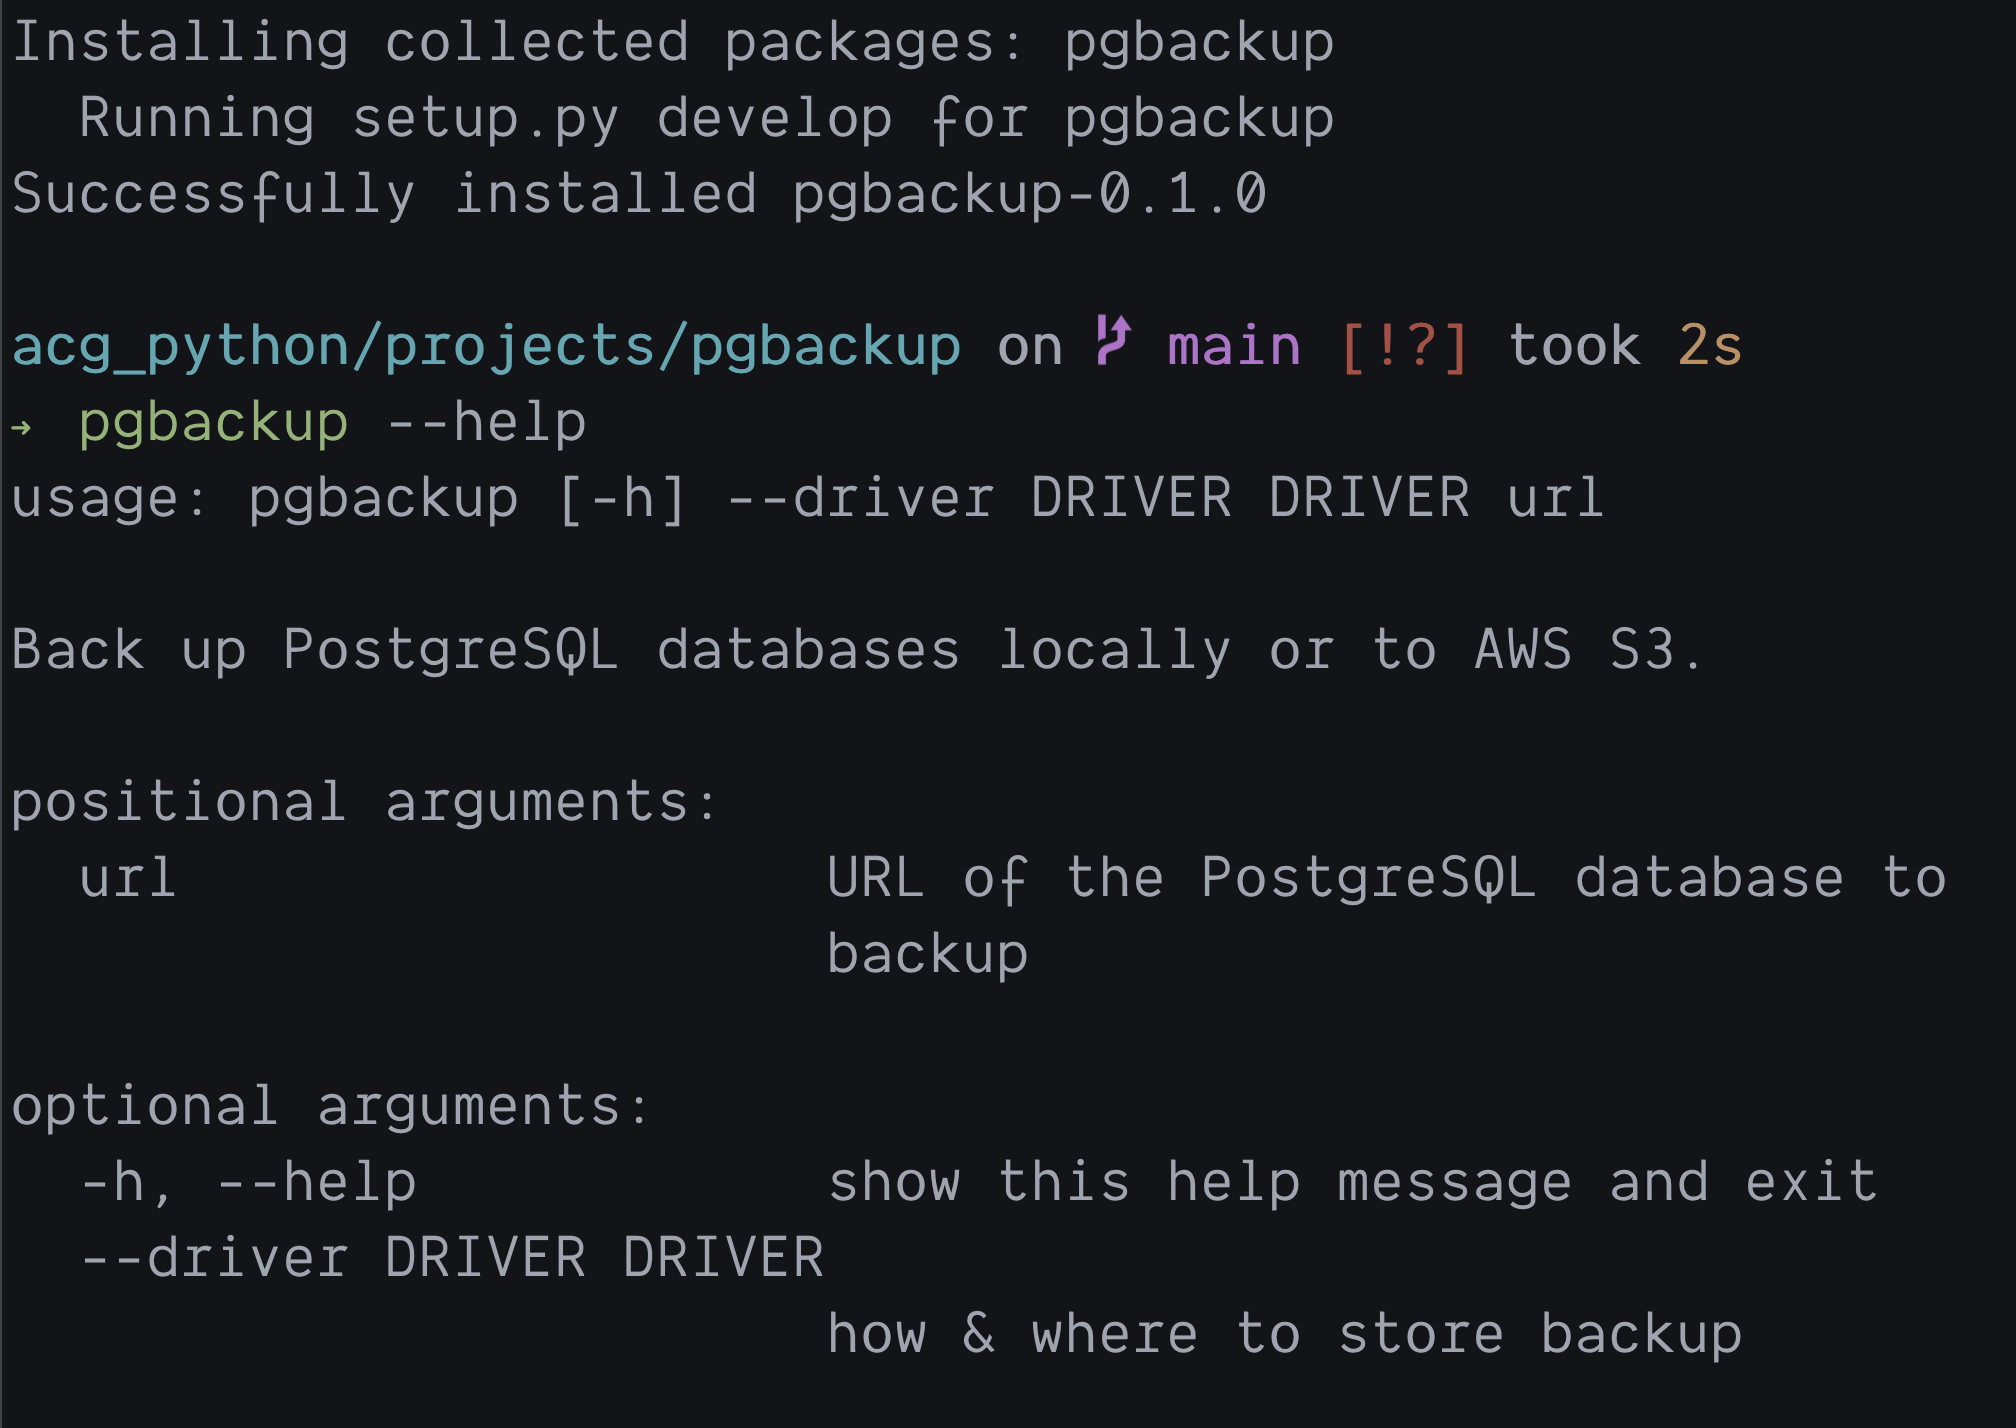 Installing collected packages: pgbackup
  Running setup.py develop for pgbackup
Successfully installed pgbackup-0.1.0
acg_python/projects/pgbackup on main [!?] took 2s
→ pgbackup --help
usage: pgbackup [-h] --driver DRIVER DRIVER url
Back up PostgreSQL databases locally or to AWS S3.
positional arguments:
  url                   URL of the PostgreSQL database to
                        backup
optional arguments:
  -h, --help            show this help message and exit
  --driver DRIVER DRIVER
                        how & where to store backup